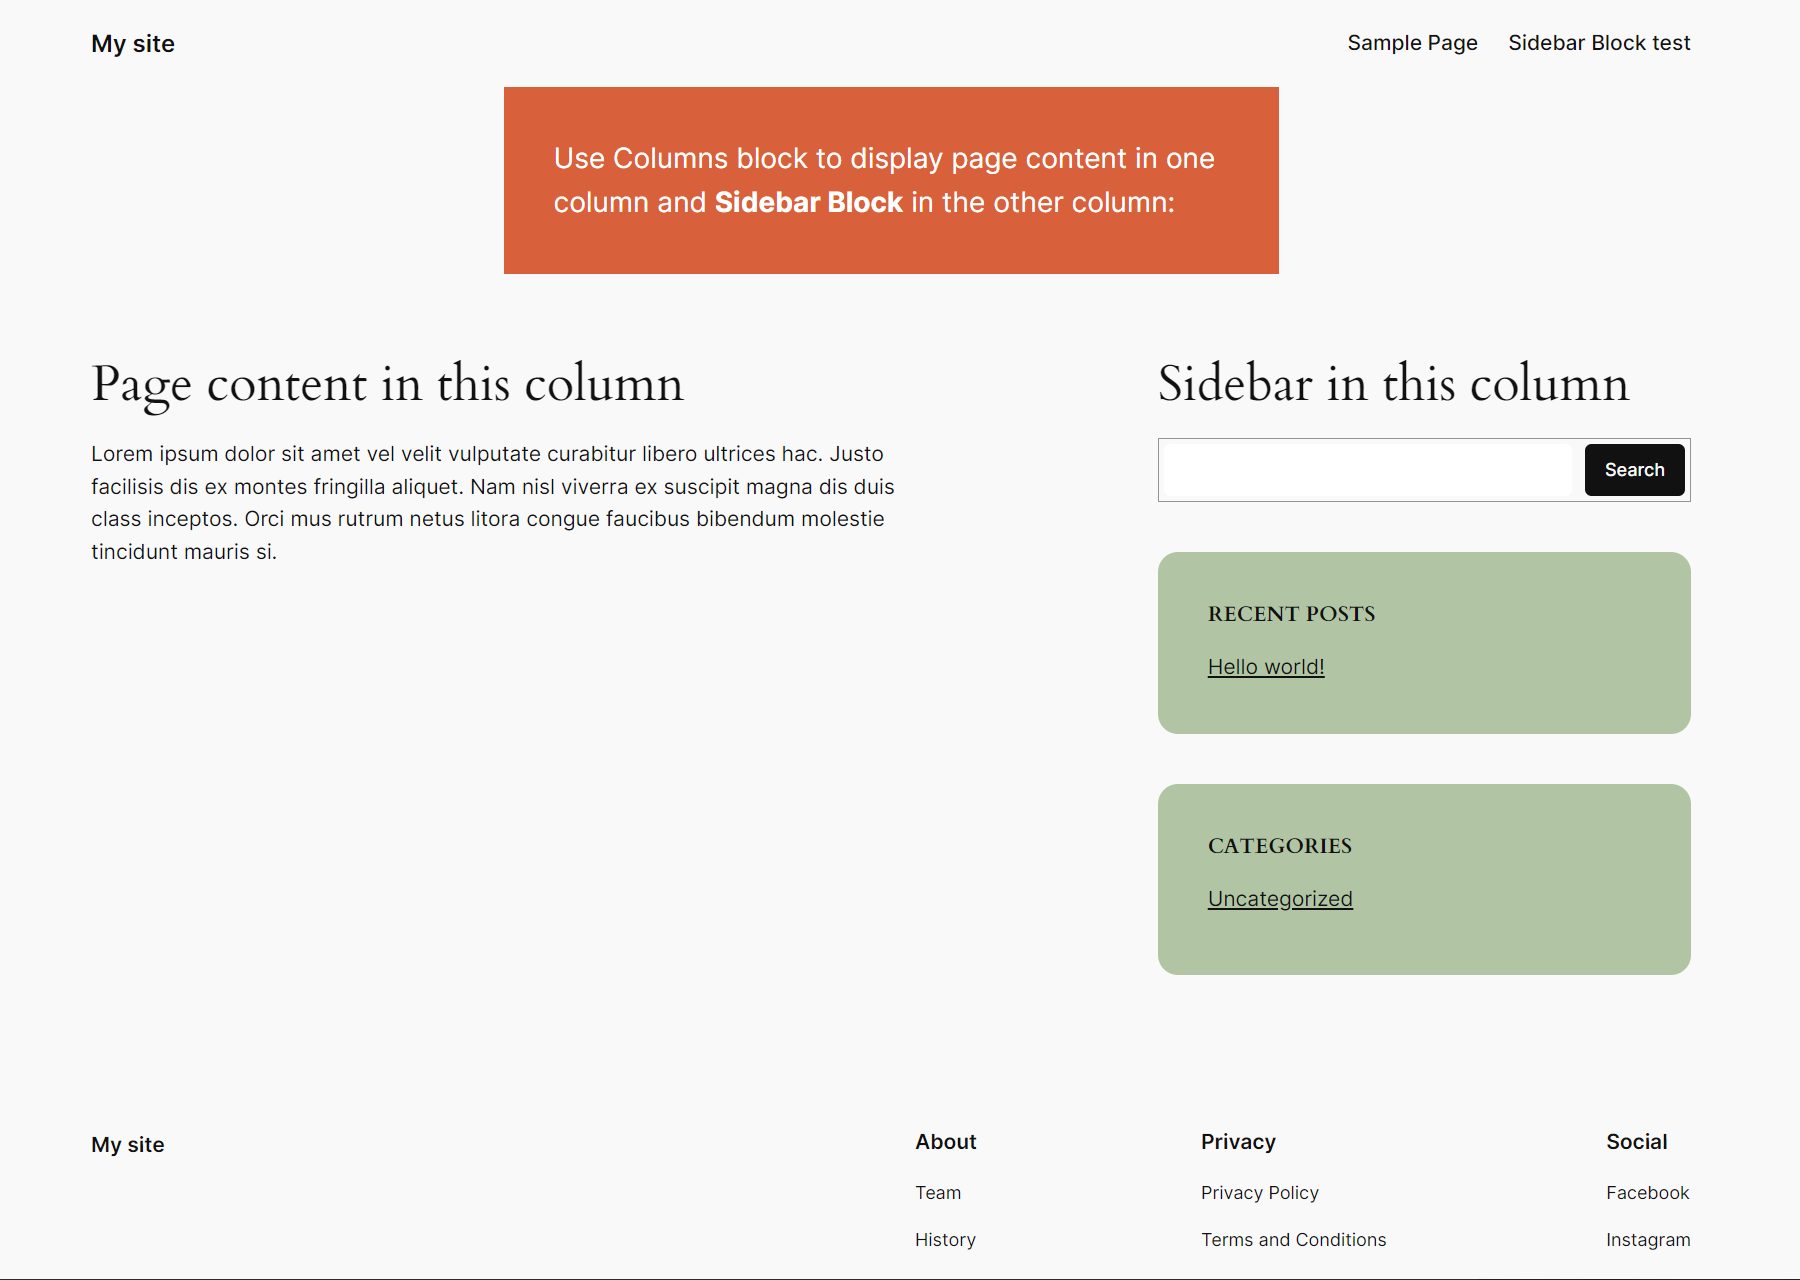 My site
Sample Page
Sidebar Block test
Use Columns block to display page content in one
column and Sidebar Block in the other column:
Page content in this column
Lorem ipsum dolor sit amet vel velit vulputate curabitur libero ultrices hac. Justo
facilisis dis ex montes fringilla aliquet. Nam nisl viverra ex suscipit magna dis duis
class inceptos. Orci mus rutrum netus litora congue faucibus bibendum molestie
tincidunt mauris si.
Sidebar in this column
Search
RECENT POSTS
Hello world!
CATEGORIES
Uncategorized
My site
About
Team
History
Privacy
Privacy Policy
Terms and Conditions
Social
Facebook
Instagram